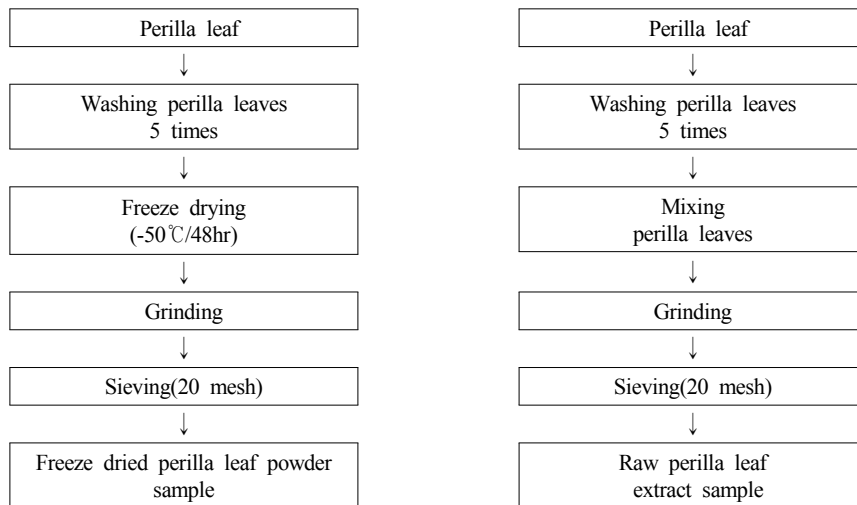 Perilla leaf
↓
Washing perilla leaves
5 times
↓
Freeze drying
(-50℃/48hr)
↓
Grinding
↓
Sieving(20 mesh)
↓
Freeze dried perilla leaf powder
sample
Perilla leaf
↓
Washing perilla leaves
5 times
↓
Mixing
perilla leaves
↓
Grinding
↓
Sieving(20 mesh)
↓
Raw perilla leaf
extract sample